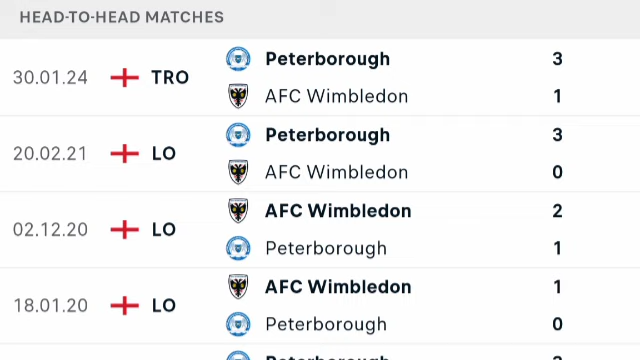 HEAD-TO-HEAD MATCHES
30.01.24 TRO Peterborough 3
AFC Wimbledon 1
20.02.21 LO Peterborough 3
AFC Wimbledon 0
02.12.20 LO AFC Wimbledon 2
Peterborough 1
18.01.20 LO AFC Wimbledon 1
Peterborough 0